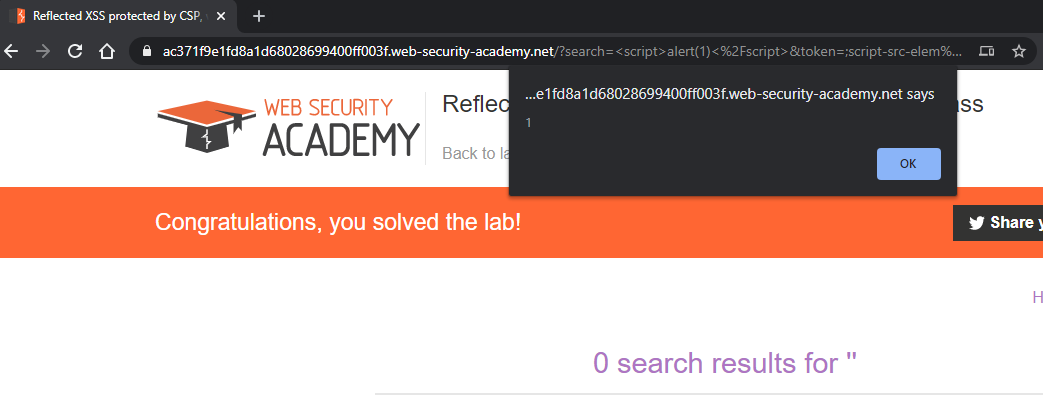 Reflected XSS protected by CSP,
ac371f9e1fd8a1d68028699400ff003f.web-security-academy.net/?search=<script>alert(1)<%2Fscript>&token=;script-src-elem%...
...e1fd8a1d68028699400ff003f.web-security-academy.net says
1
OK
WEB SECURITY
ACADEMY
Reflec
ss
Back to la
Congratulations, you solved the lab!
Share y
H
0 search results for ''